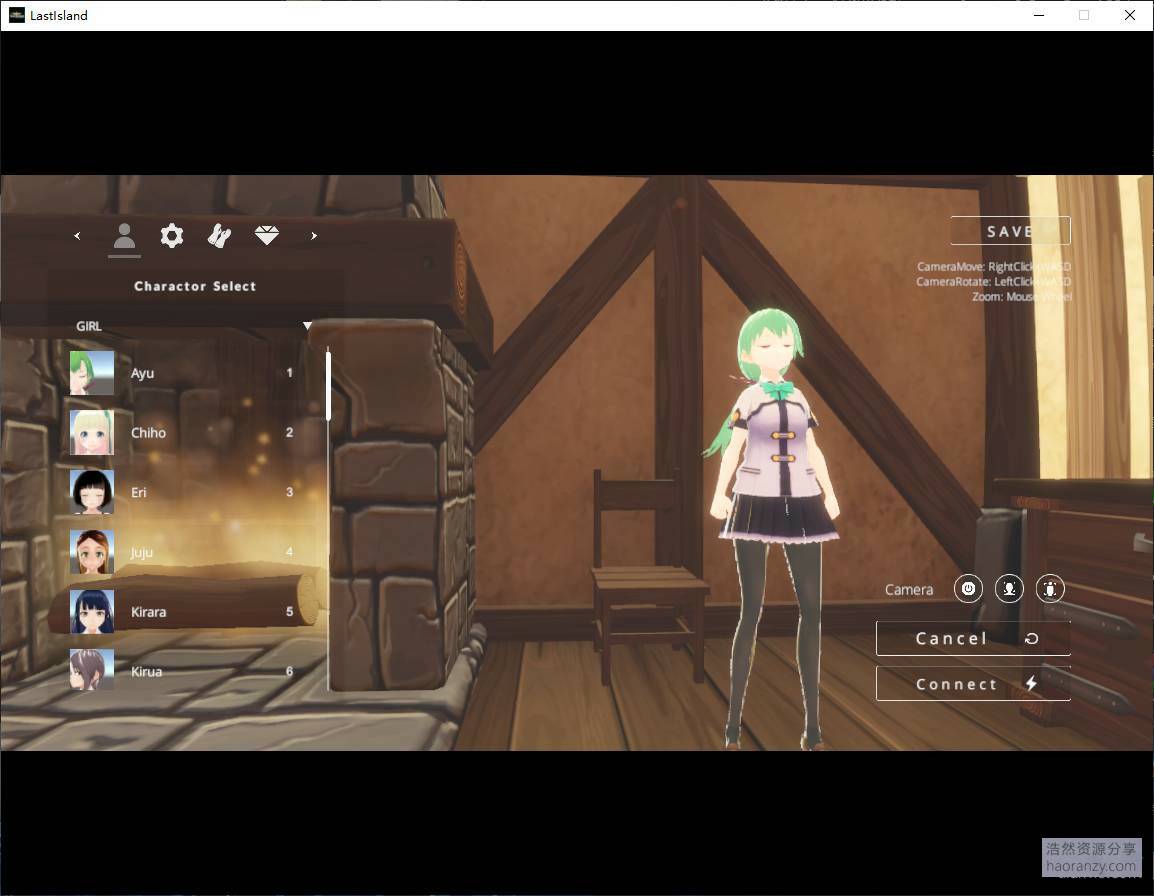 LastIsland
SAVE
CameraMove: RightClick+WASD
CameraRotate: LeftClick+WASD
Zoom: Mouse Wheel
Charactor Select
GIRL
Ayu 1
Chiho 2
Eri 3
Juju 4
Kirara 5
Kirua 6
Camera
Cancel
Connect
浩然资源分享
haoranzy.com